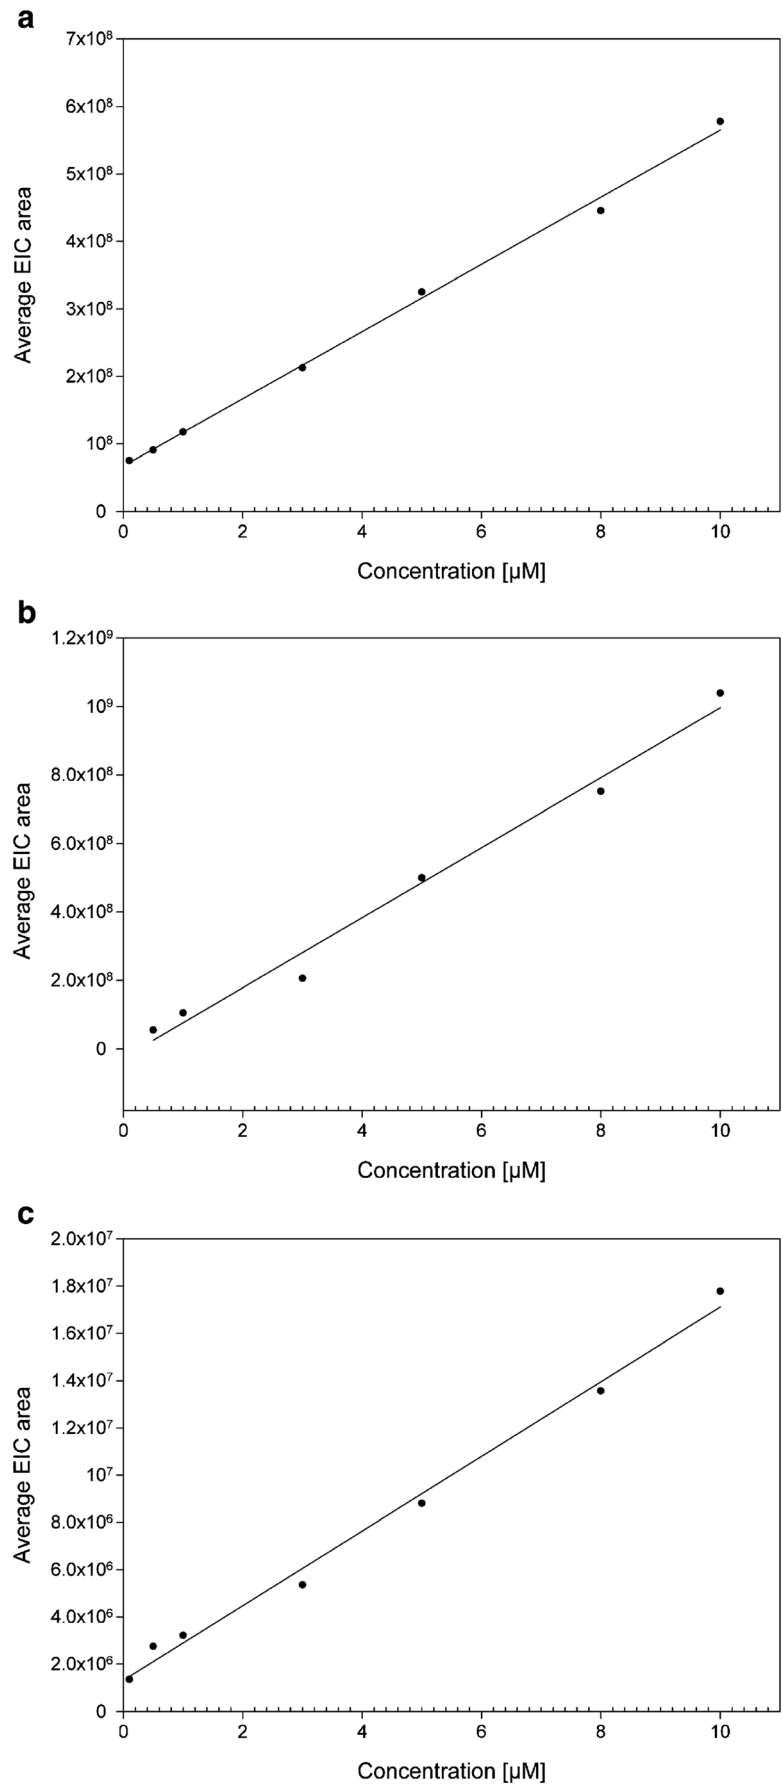 a
7x10⁸
6x10⁸
5x10⁸
4x10⁸
3x10⁸
2x10⁸
10⁸
0
Average EIC area
0 2 4 6 8 10
Concentration [µM]
b
1.2x10⁹
10⁹
8.0x10⁸
6.0x10⁸
4.0x10⁸
2.0x10⁸
0
Average EIC area
0 2 4 6 8 10
Concentration [µM]
c
2.0x10⁷
1.8x10⁷
1.6x10⁷
1.4x10⁷
1.2x10⁷
10⁷
8.0x10⁶
6.0x10⁶
4.0x10⁶
2.0x10⁶
0
Average EIC area
0 2 4 6 8 10
Concentration [µM]